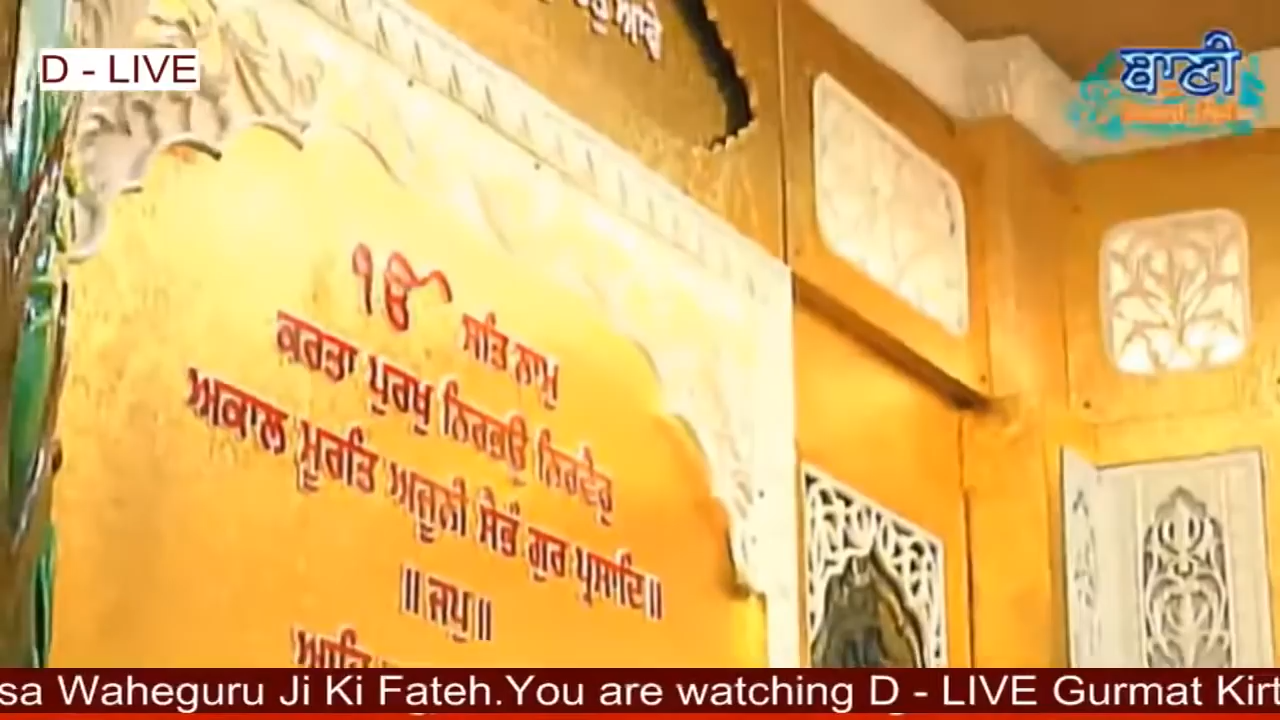 D - LIVE
ਬਾਣੀ
ੴ ਸਤਿ ਨਾਮੁ
ਕਰਤਾ ਪੁਰਖੁ ਨਿਰਭਉ ਨਿਰਵੈਰੁ
ਅਕਾਲ ਮੂਰਤਿ ਅਜੂਨੀ ਸੈਭੰ ਗੁਰ ਪ੍ਰਸਾਦਿ॥
॥ ਜਪੁ ॥
ਆਦਿ
sa Waheguru Ji Ki Fateh.You are watching D - LIVE Gurmat Kirt